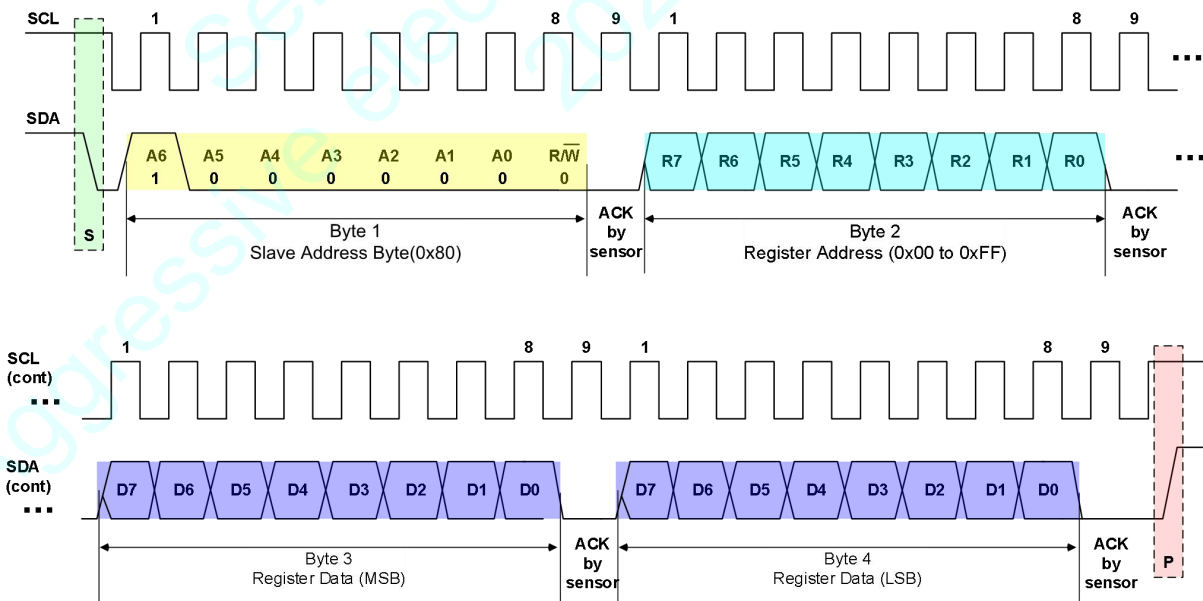 SCL 1 8 9 1 8 9
...
SDA
A6 A5 A4 A3 A2 A1 A0 R/W̅ R7 R6 R5 R4 R3 R2 R1 R0 ...
1 0 0 0 0 0 0 0
S
Byte 1
Slave Address Byte(0x80)
ACK
by
sensor
Byte 2
Register Address (0x00 to 0xFF)
ACK
by
sensor
SCL 1 8 9 1 8 9
(cont)
...
SDA
(cont)
...
D7 D6 D5 D4 D3 D2 D1 D0 D7 D6 D5 D4 D3 D2 D1 D0
Byte 3
Register Data (MSB)
ACK
by
sensor
Byte 4
Register Data (LSB)
ACK
by
sensor
P